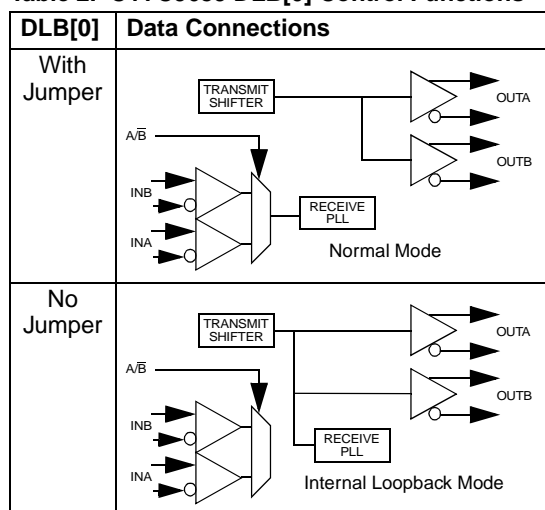 DLB[0] Data Connections
With
Jumper
TRANSMIT
SHIFTER
OUTA
A/B̅
OUTB
INB
RECEIVE
PLL
INA
Normal Mode
No
Jumper
TRANSMIT
SHIFTER
OUTA
A/B̅
OUTB
INB
RECEIVE
PLL
INA
Internal Loopback Mode